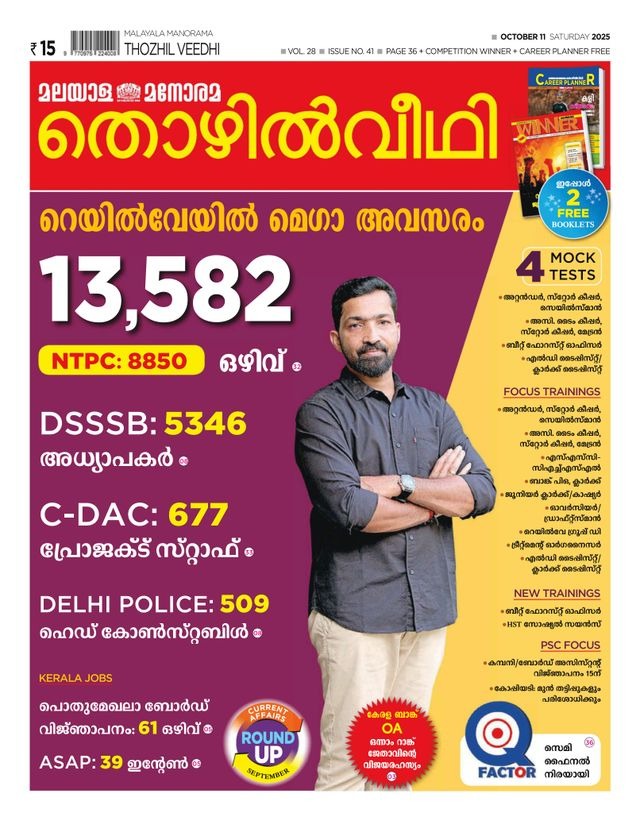 ₹ 15
9 770976 224008
MALAYALA MANORAMA
THOZHIL VEEDHI
OCTOBER 11 SATURDAY 2025
VOL. 28 ■ ISSUE NO. 41 ■ PAGE 36 + COMPETITION WINNER + CAREER PLANNER FREE
മലയാള മനോരമ
തൊഴിൽവീഥി
CAREER PLANNER
WINNER
ഇപ്പോൾ
2
FREE
BOOKLETS
റെയിൽവേയിൽ മെഗാ അവസരം
13,582
NTPC: 8850 ഒഴിവ്
DSSSB: 5346
അധ്യാപകർ
C-DAC: 677
പ്രോജക്ട് സ്റ്റാഫ്
DELHI POLICE: 509
ഹെഡ് കോൺസ്റ്റബിൾ
KERALA JOBS
പൊതുമേഖലാ ബോർഡ്
വിജ്ഞാപനം: 61 ഒഴിവ്
ASAP: 39 ഇന്റേൺ
CURRENT AFFAIRS
ROUND
UP
SEPTEMBER
കേരള ബാങ്ക്
OA
ഒന്നാം റാങ്ക്
ജേതാവിന്റെ
വിജയരഹസ്യം
4 MOCK
TESTS
• അറ്റൻഡർ, സ്റ്റോർ കീപ്പർ,
സെയിൽസ്മാൻ
• അസി. ടൈം കീപ്പർ,
സ്റ്റോർ കീപ്പർ, മേട്രൻ
• ബീറ്റ് ഫോറസ്റ്റ് ഓഫിസർ
• എൽഡി ടൈപ്പിസ്റ്റ്/
ക്ലാർക്ക് ടൈപ്പിസ്റ്റ്
FOCUS TRAININGS
• അറ്റൻഡർ, സ്റ്റോർ കീപ്പർ,
സെയിൽസ്മാൻ
• അസി. ടൈം കീപ്പർ,
സ്റ്റോർ കീപ്പർ, മേട്രൻ
• എസ്എസ്‌സി-
സിഎച്ച്എസ്എൽ
• ബാങ്ക് പിഒ, ക്ലാർക്ക്
• ജൂനിയർ ക്ലാർക്ക്/കാഷ്യർ
• ഓവർസിയർ/
ഡ്രാഫ്റ്റ്സ്മാൻ
• റെയിൽവേ ഗ്രൂപ്പ് ഡി
• ട്രീറ്റ്മെന്റ് ഓർഗനൈസർ
• എൽഡി ടൈപ്പിസ്റ്റ്/
ക്ലാർക്ക് ടൈപ്പിസ്റ്റ്
NEW TRAININGS
• ബീറ്റ് ഫോറസ്റ്റ് ഓഫിസർ
• HST സോഷ്യൽ സയൻസ്
PSC FOCUS
• കമ്പനി/ബോർഡ് അസിസ്റ്റന്റ്
വിജ്ഞാപനം 15ന്
• കോപ്പിയടി: മുൻ തട്ടിപ്പുകളും
പരിശോധിക്കും
Q
FACTOR
36
സെമി
ഫൈനൽ
നിരയായി